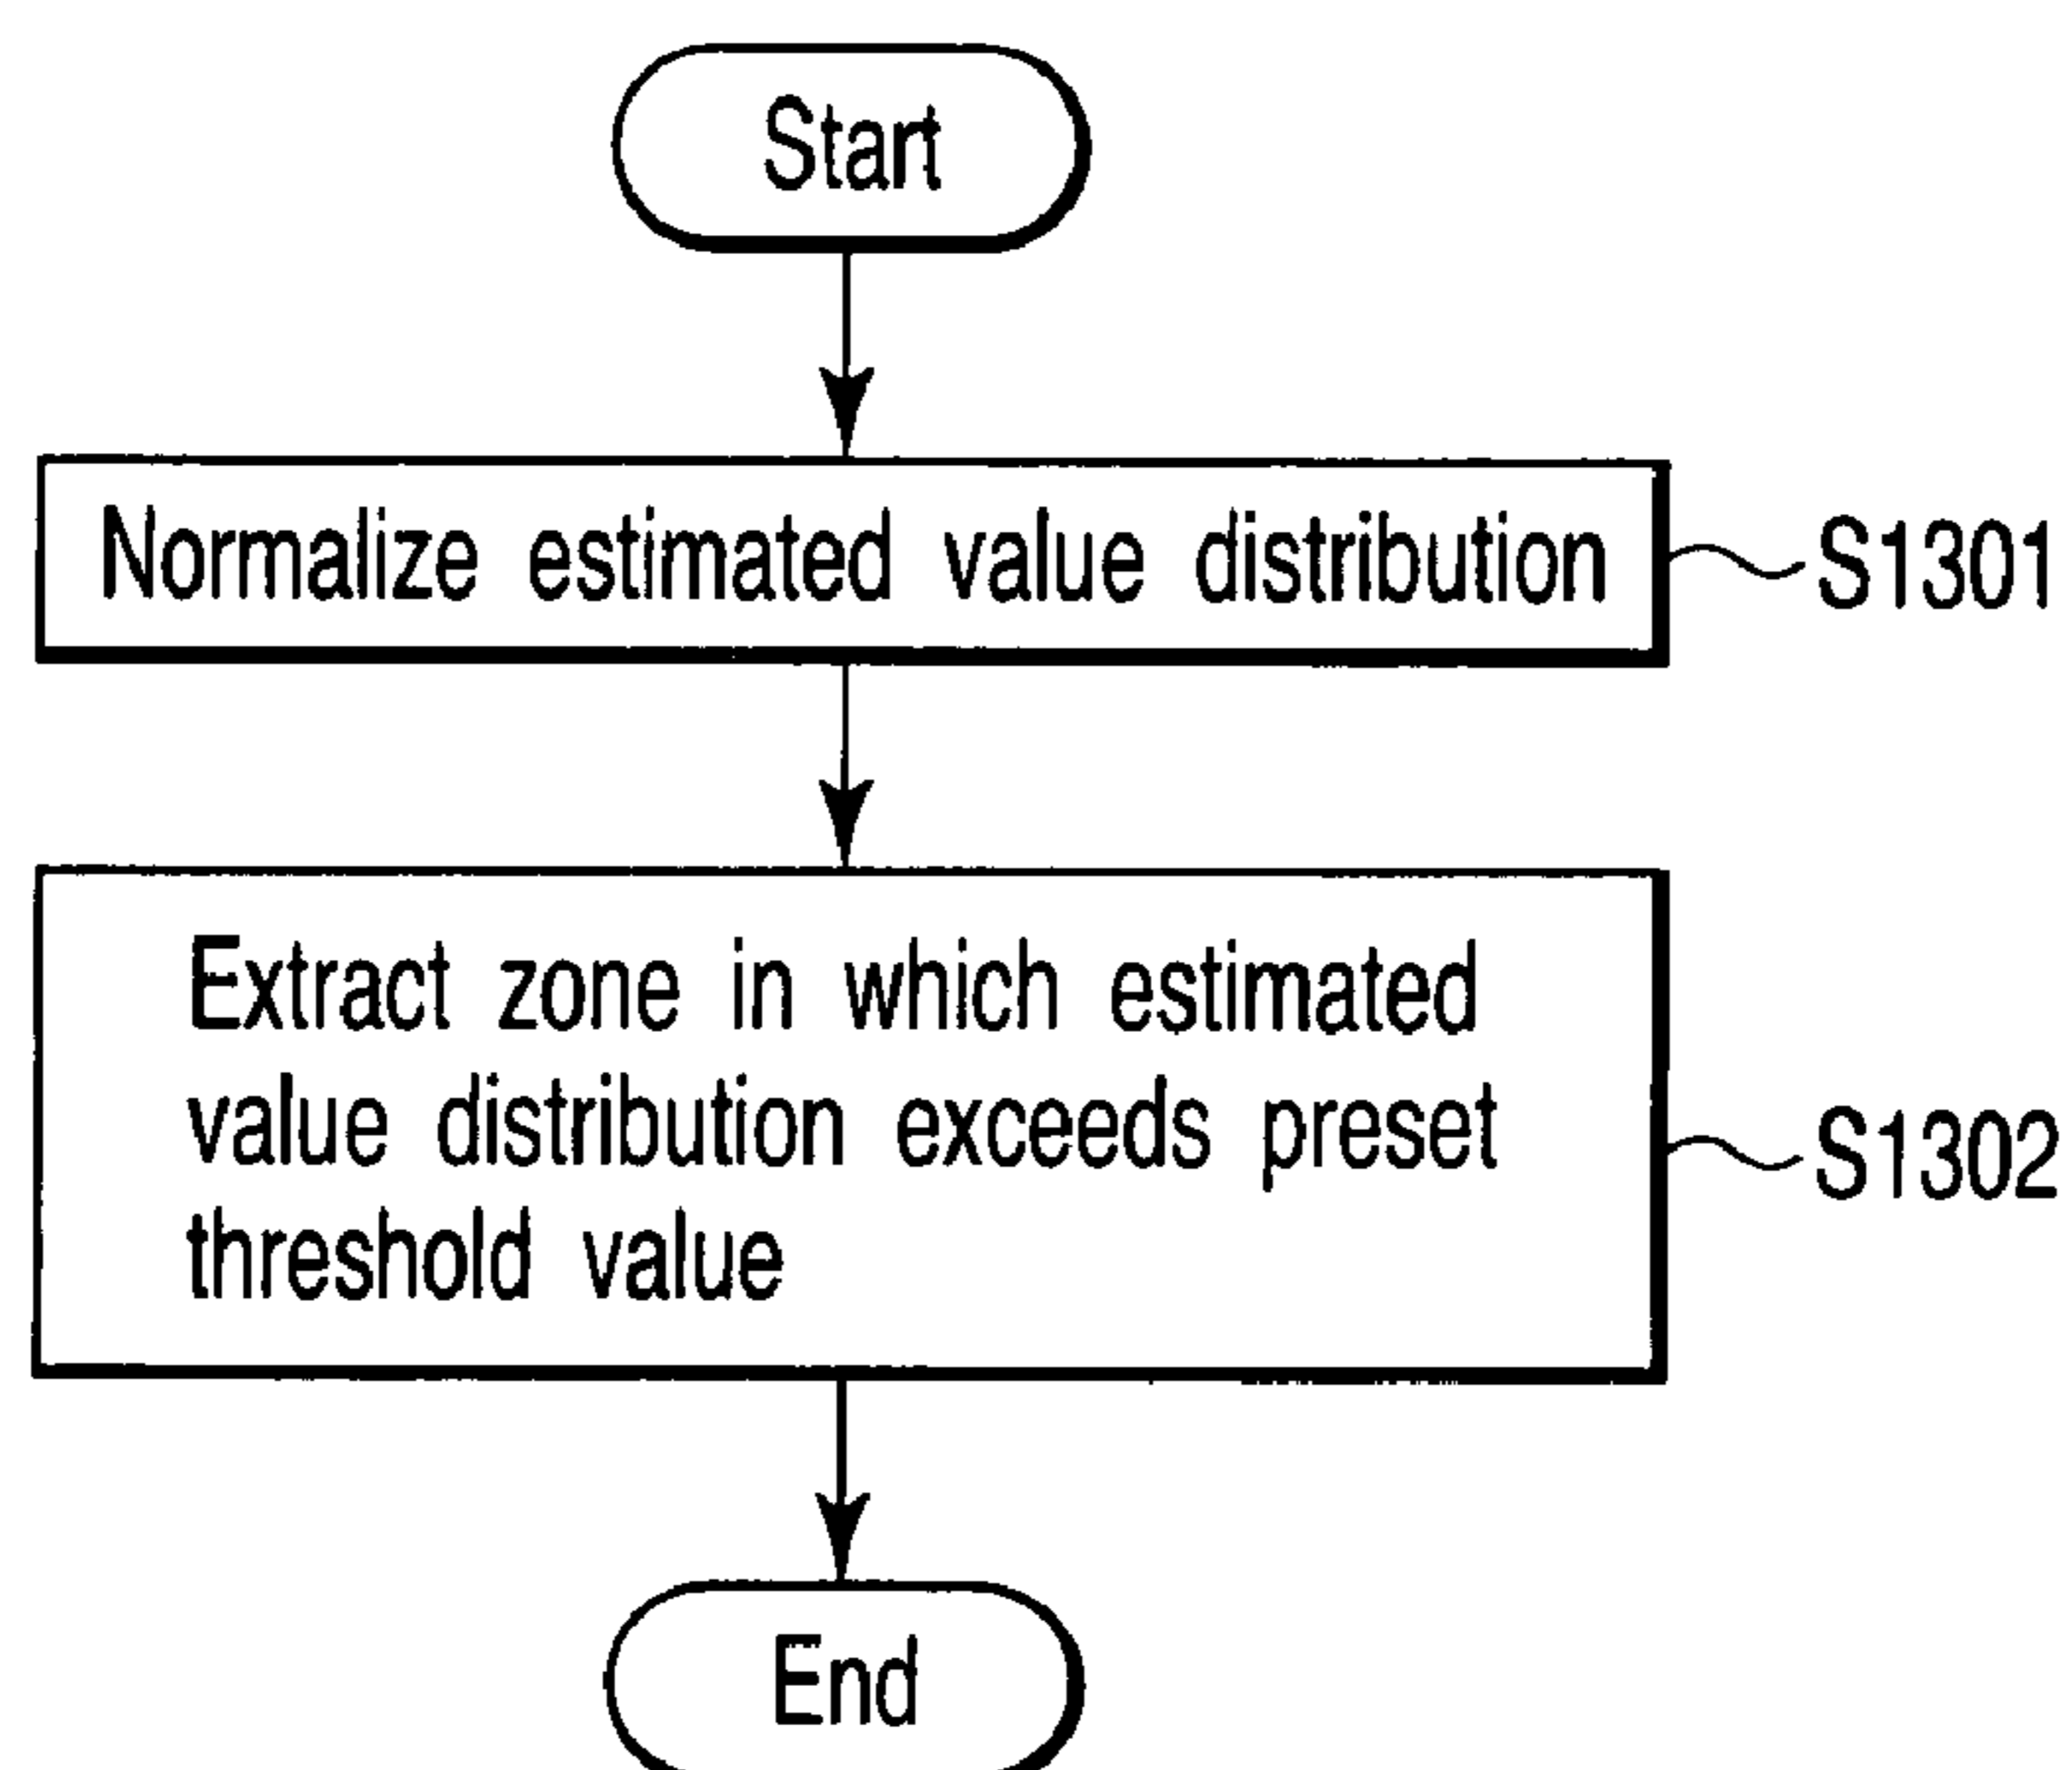 Start
Normalize estimated value distribution
S1301
Extract zone in which estimated
value distribution exceeds preset
threshold value
S1302
End